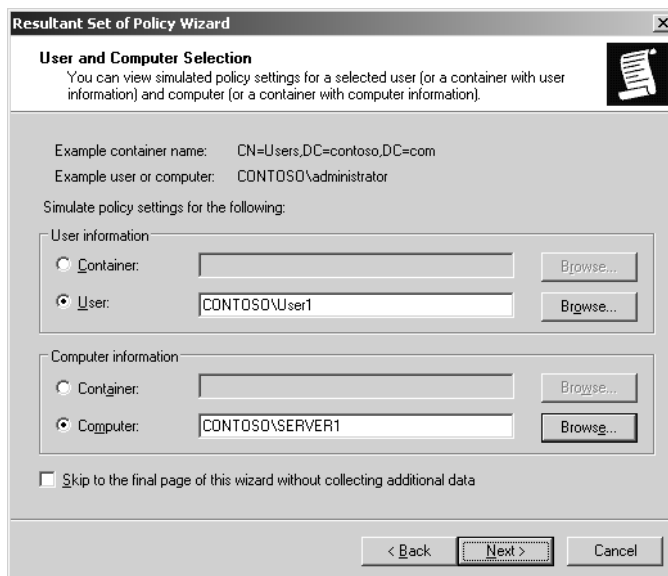 Resultant Set of Policy Wizard
User and Computer Selection
You can view simulated policy settings for a selected user (or a container with user
information) and computer (or a container with computer information).
Example container name: CN=Users,DC=contoso,DC=com
Example user or computer: CONTOSO\administrator
Simulate policy settings for the following:
User information
Container: Browse...
User: CONTOSO\User1 Browse...
Computer information
Container: Browse...
Computer: CONTOSO\SERVER1 Browse...
Skip to the final page of this wizard without collecting additional data
< Back Next > Cancel